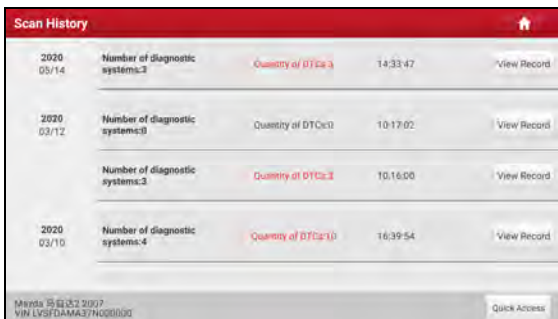 Scan History
2020
05/14
Number of diagnostic
systems:3
Quantity of DTCs:3
14:33:47
View Record
2020
03/12
Number of diagnostic
systems:0
Quantity of DTCs:0
10:17:02
View Record
Number of diagnostic
systems:3
Quantity of DTCs:
10:16:00
View Record
2020
03/10
Number of diagnostic
systems:4
Quantity of DTCs:10
16:39:54
View Record
Mazda 马自达2 2007
VIN LVSFDAMA37N000000
Quick Access